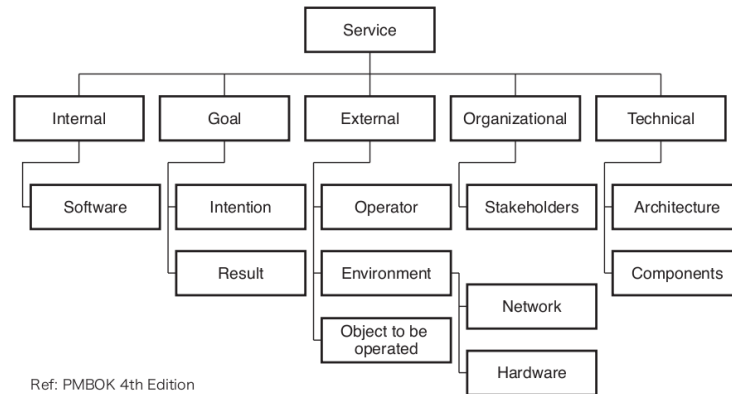 Service
Internal
Goal
External
Organizational
Technical
Software
Intention
Operator
Stakeholders
Architecture
Result
Environment
Components
Network
Object to be
operated
Hardware
Ref: PMBOK 4th Edition